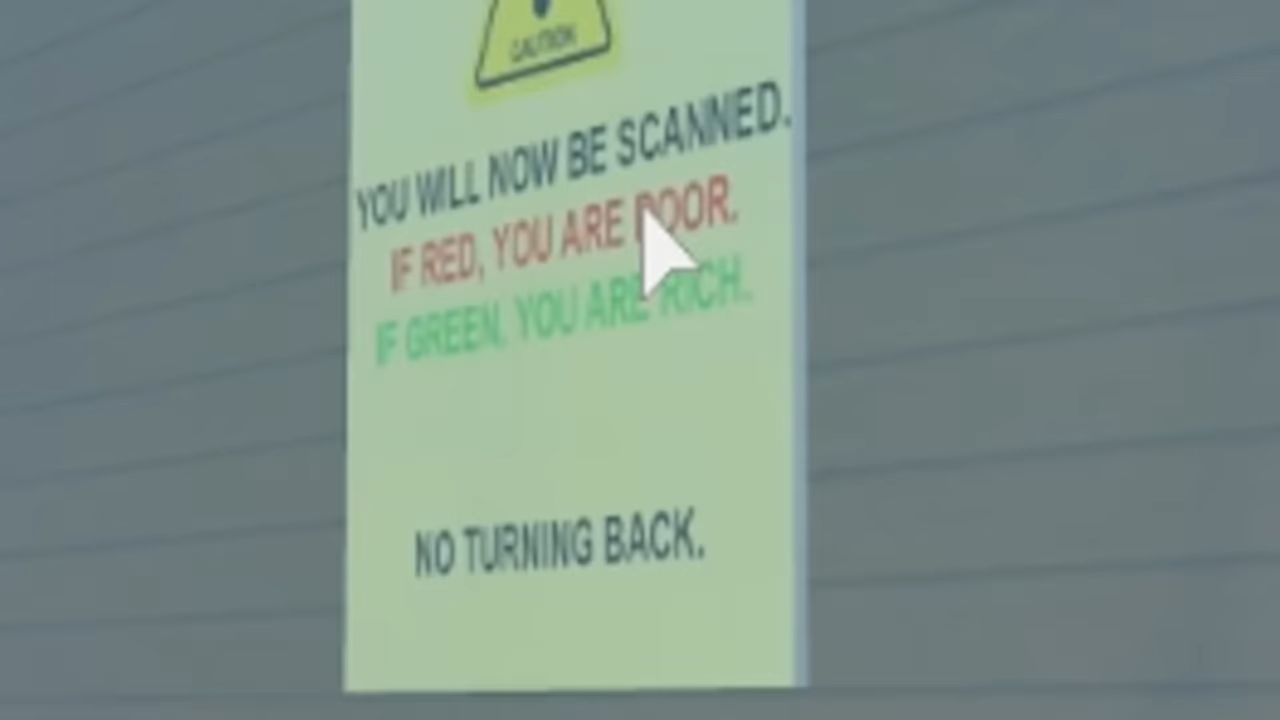 CAUTION
YOU WILL NOW BE SCANNED.
IF RED, YOU ARE POOR.
IF GREEN, YOU ARE RICH.
NO TURNING BACK.